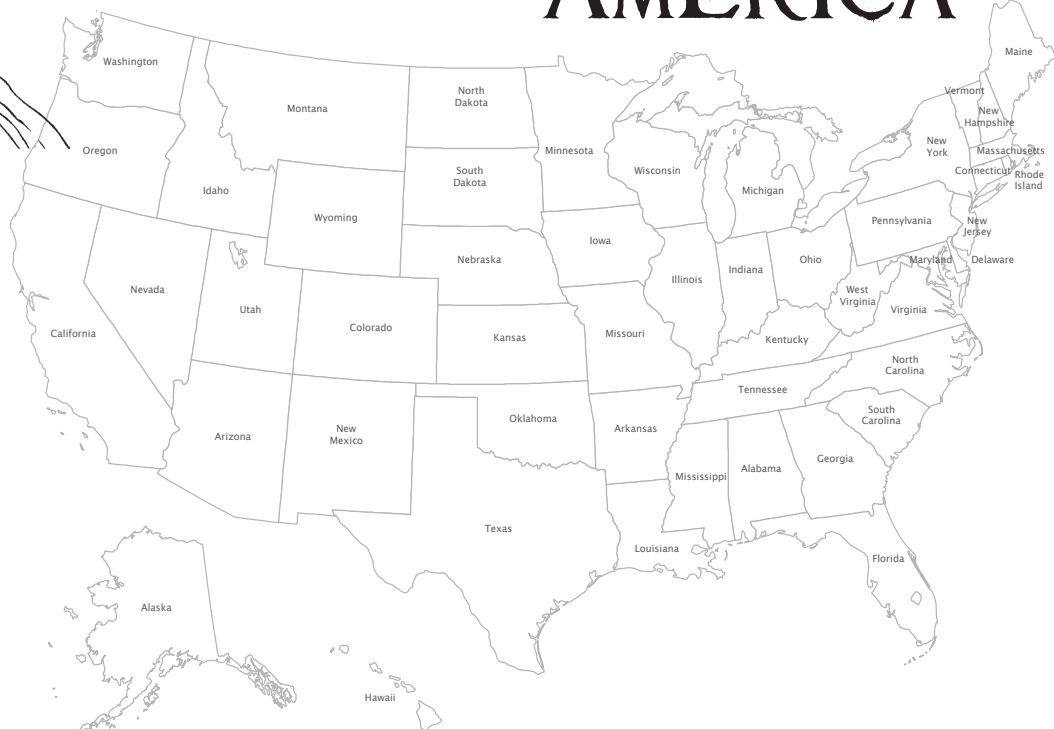 AMERICA
Maine
Washington
Vermont
North
Dakota
Montana
New
Hampshire
New
York
Minnesota
Oregon
Massachusetts
Wisconsin
South
Dakota
Connecticut
Rhode
Island
Idaho
Michigan
Wyoming
Pennsylvania
New
Jersey
Iowa
Nebraska
Ohio
Maryland
Delaware
Indiana
Illinois
Nevada
West
Virginia
Utah
Virginia
Colorado
California
Missouri
Kansas
Kentucky
North
Carolina
Tennessee
South
Carolina
Oklahoma
Arkansas
Arizona
New
Mexico
Georgia
Alabama
Mississippi
Texas
Louisiana
Florida
Alaska
Hawaii